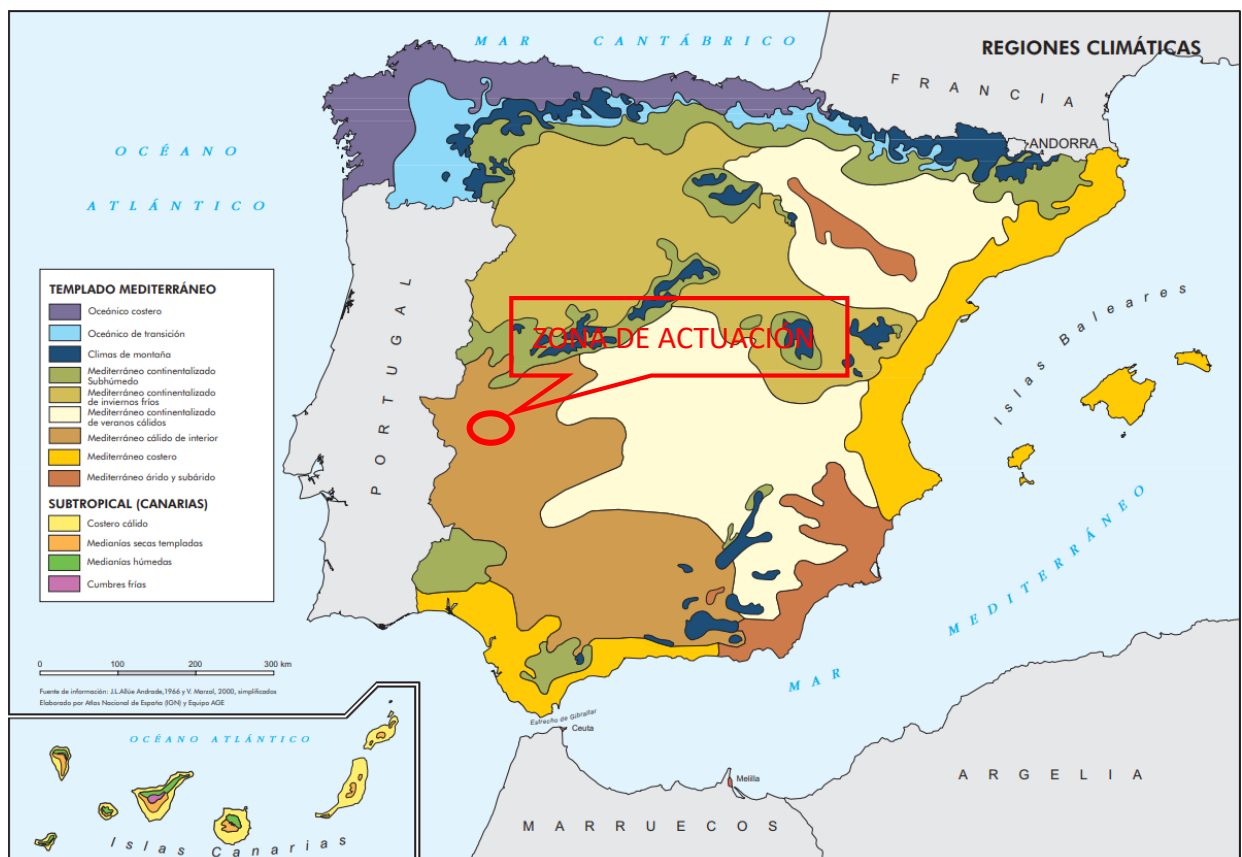 MAR CANTÁBRICO
REGIONES CLIMÁTICAS
FRANCIA
ANDORRA
OCÉANO
ATLÁNTICO
PORTUGAL
ZONA DE ACTUACIÓN
Islas Baleares
TEMPLADO MEDITERRÁNEO
Oceánico costero
Oceánico de transición
Climas de montaña
Mediterráneo continentalizado
Subhúmedo
Mediterráneo continentalizado
de inviernos fríos
Mediterráneo continentalizado
de veranos cálidos
Mediterráneo cálido de interior
Mediterráneo costero
Mediterráneo árido y subárido
SUBTROPICAL (CANARIAS)
Costero cálido
Medianías secas templadas
Medianías húmedas
Cumbres frías
0 100 200 300 km
Fuente de información: J.L.Allúe Andrade,1966 y V. Marzal, 2000, simplificados
Elaborado por Atlas Nacional de España (IGN) y Equipo AGE
MAR MEDITERRÁNEO
Estrecho de Gibraltar
Ceuta
Melilla
OCÉANO ATLÁNTICO
Islas Canarias
MARRUECOS
ARGELIA